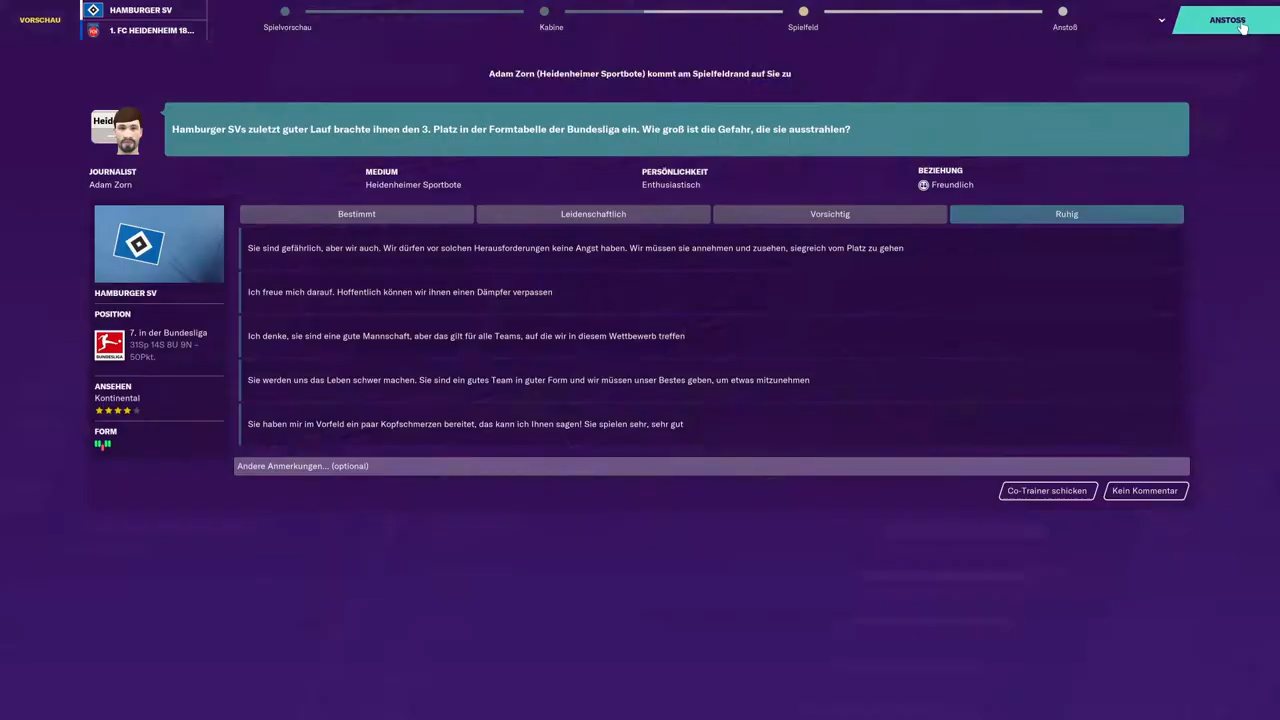 VORSCHAU
HAMBURGER SV
1. FC HEIDENHEIM 18...
Spielvorschau
Kabine
Spielfeld
Anstoß
ANSTOSS
Adam Zorn (Heidenheimer Sportbote) kommt am Spielfeldrand auf Sie zu
Hamburger SVs zuletzt guter Lauf brachte ihnen den 3. Platz in der Formtabelle der Bundesliga ein. Wie groß ist die Gefahr, die sie ausstrahlen?
JOURNALIST
Adam Zorn
MEDIUM
Heidenheimer Sportbote
PERSÖNLICHKEIT
Enthusiastisch
BEZIEHUNG
Freundlich
Bestimmt
Leidenschaftlich
Vorsichtig
Ruhig
HAMBURGER SV
POSITION
7. in der Bundesliga
31Sp 14S 8U 9N –
50Pkt.
BUNDESLIGA
ANSEHEN
Kontinental
FORM
Sie sind gefährlich, aber wir auch. Wir dürfen vor solchen Herausforderungen keine Angst haben. Wir müssen sie annehmen und zusehen, siegreich vom Platz zu gehen
Ich freue mich darauf. Hoffentlich können wir ihnen einen Dämpfer verpassen
Ich denke, sie sind eine gute Mannschaft, aber das gilt für alle Teams, auf die wir in diesem Wettbewerb treffen
Sie werden uns das Leben schwer machen. Sie sind ein gutes Team in guter Form und wir müssen unser Bestes geben, um etwas mitzunehmen
Sie haben mir im Vorfeld ein paar Kopfschmerzen bereitet, das kann ich Ihnen sagen! Sie spielen sehr, sehr gut
Andere Anmerkungen... (optional)
Co-Trainer schicken
Kein Kommentar